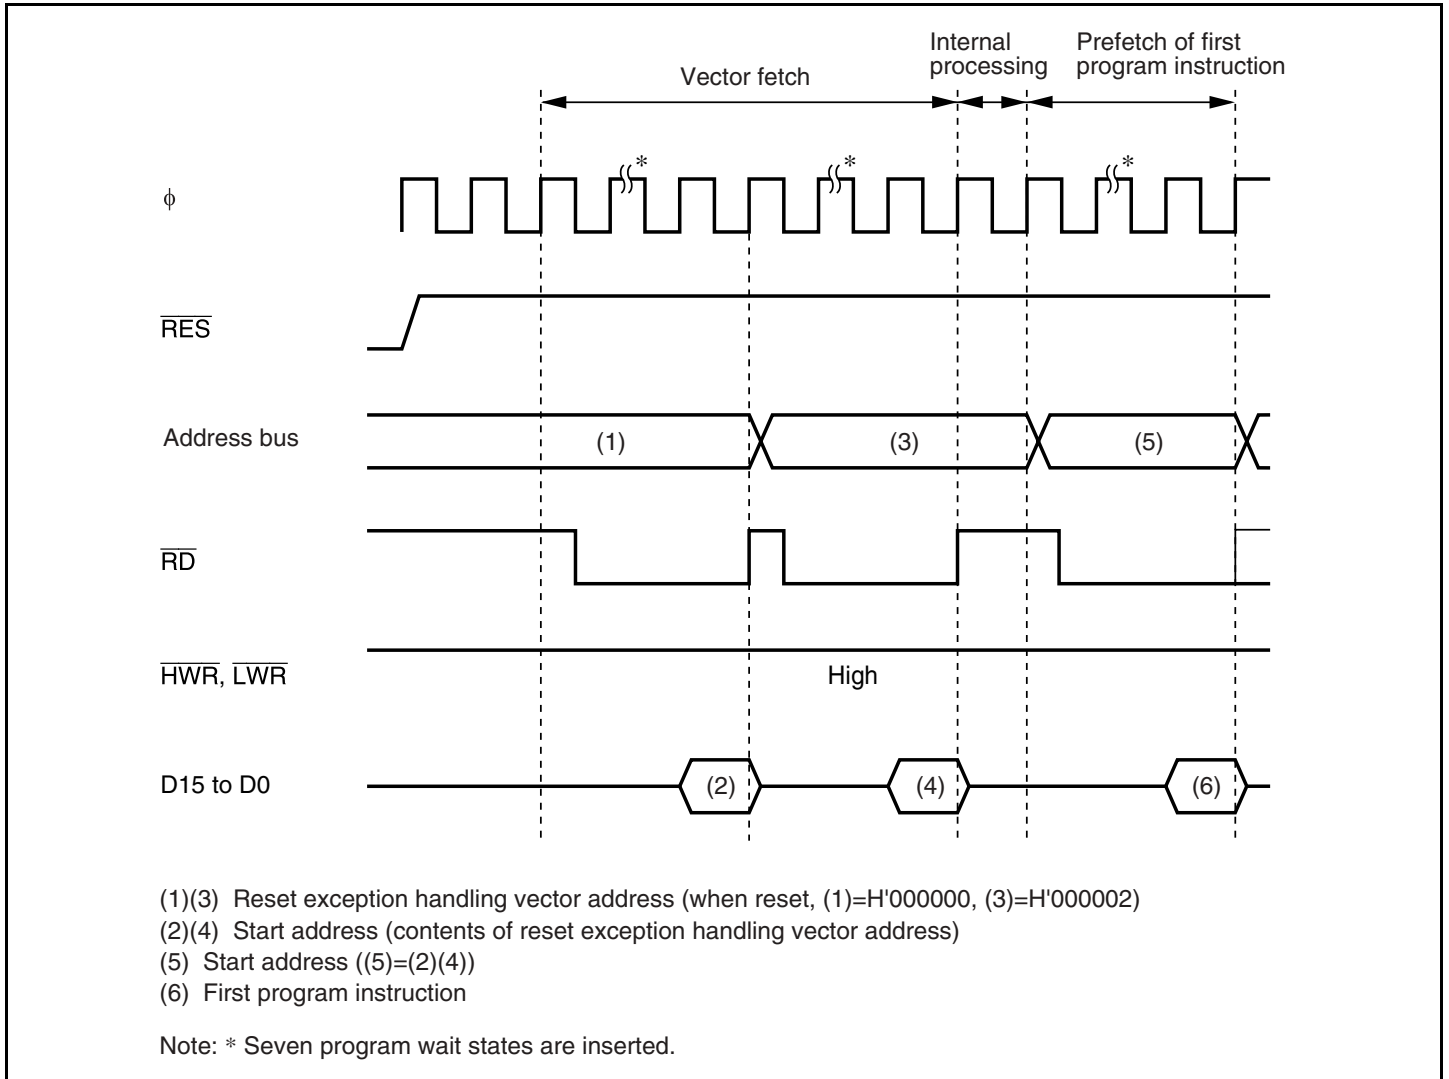 Vector fetch
Internal
processing
Prefetch of first
program instruction
ϕ
*
*
*
RES
Address bus
(1)
(3)
(5)
RD
HWR, LWR
High
D15 to D0
(2)
(4)
(6)
(1)(3) Reset exception handling vector address (when reset, (1)=H'000000, (3)=H'000002)
(2)(4) Start address (contents of reset exception handling vector address)
(5) Start address ((5)=(2)(4))
(6) First program instruction
Note: * Seven program wait states are inserted.